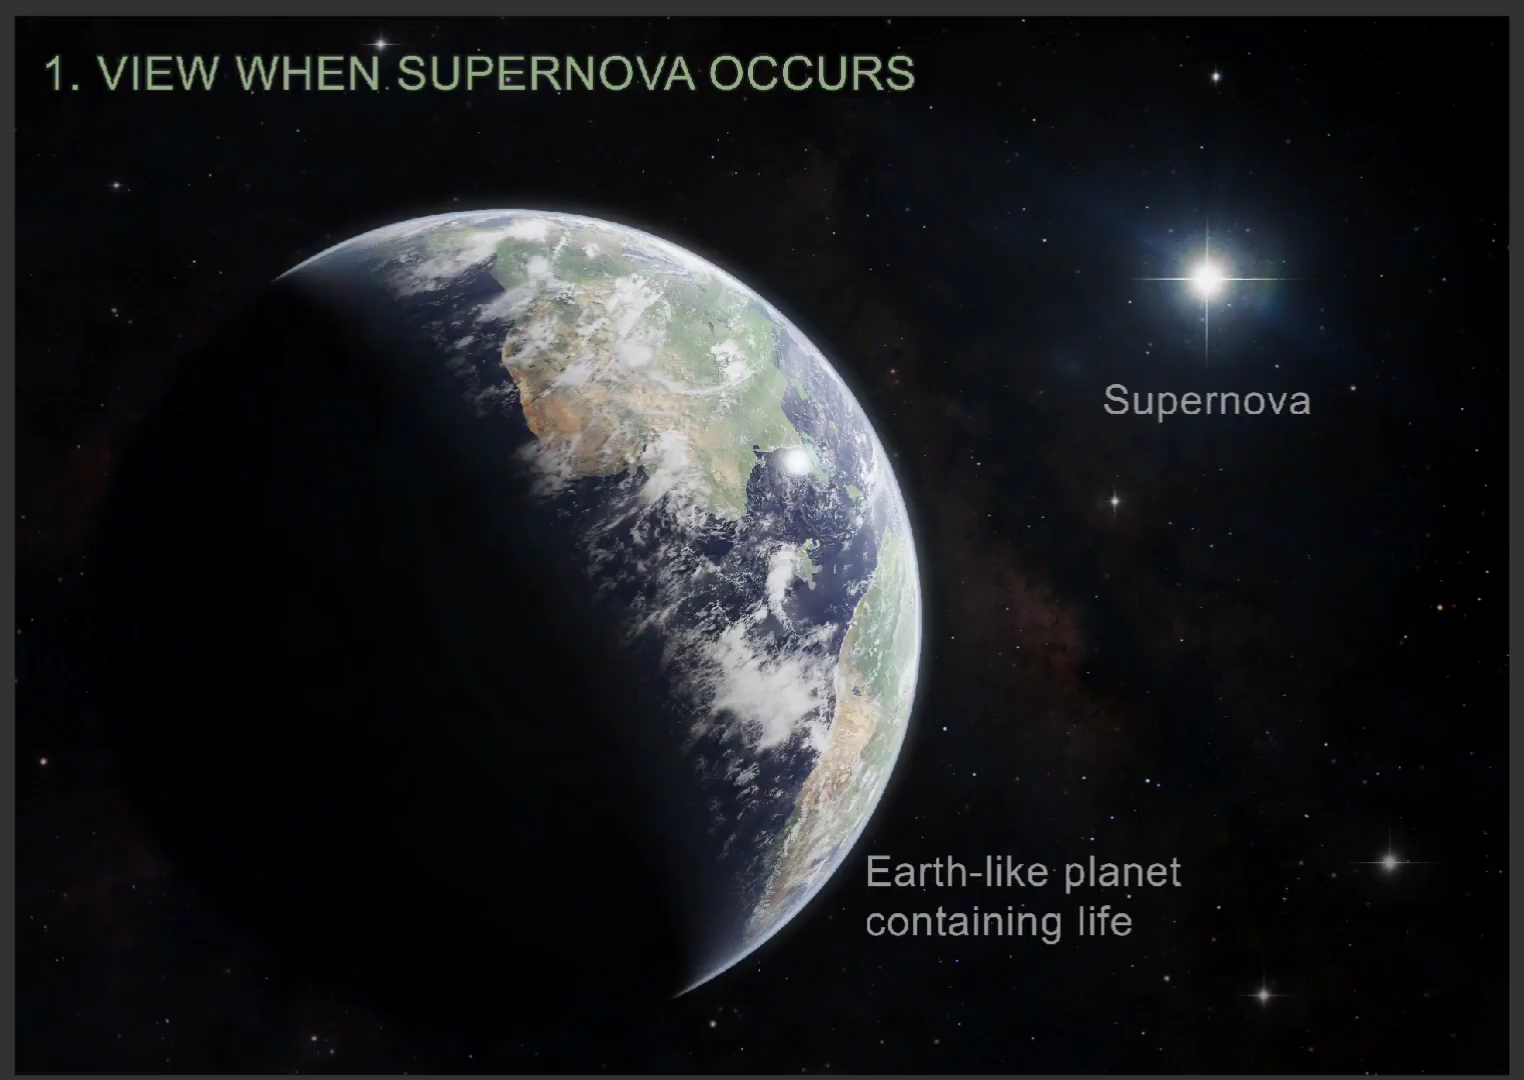 1. VIEW WHEN SUPERNOVA OCCURS
Supernova
Earth-like planet
containing life